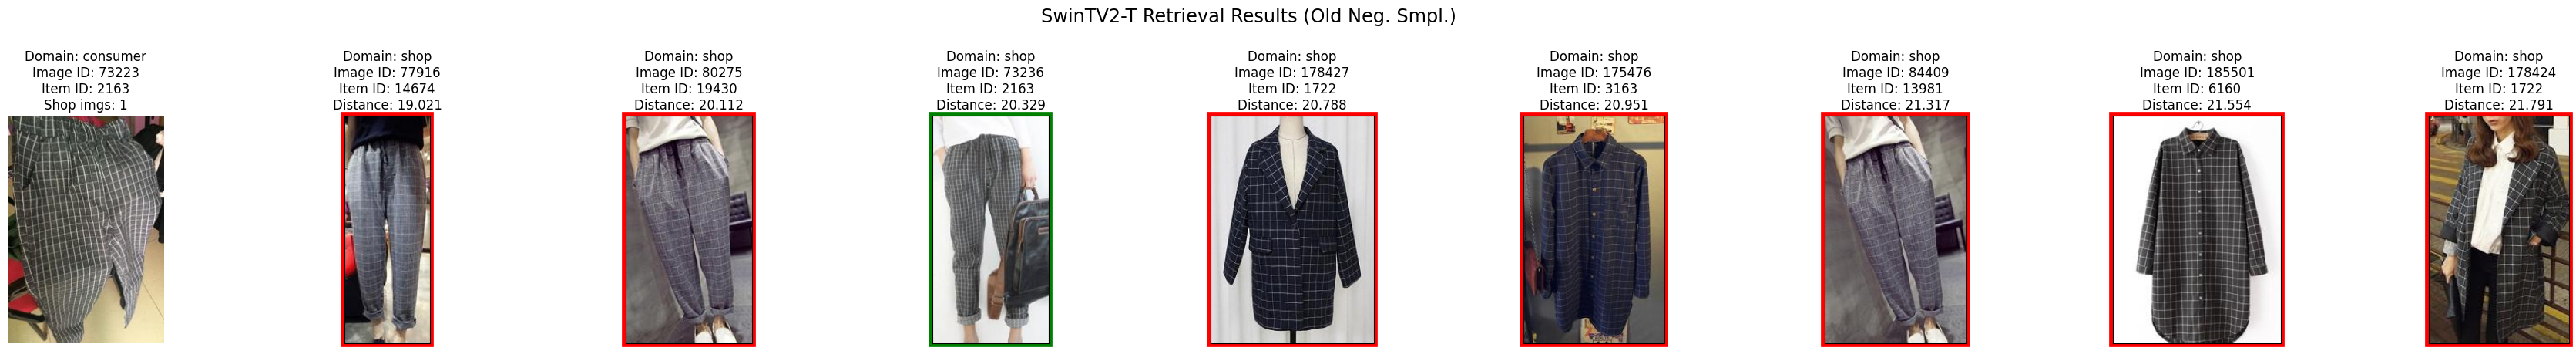 SwinTV2-T Retrieval Results (Old Neg. Smpl.)
Domain: consumer
Image ID: 73223
Item ID: 2163
Shop imgs: 1
Domain: shop
Image ID: 77916
Item ID: 14674
Distance: 19.021
Domain: shop
Image ID: 80275
Item ID: 19430
Distance: 20.112
Domain: shop
Image ID: 73236
Item ID: 2163
Distance: 20.329
Domain: shop
Image ID: 178427
Item ID: 1722
Distance: 20.788
Domain: shop
Image ID: 175476
Item ID: 3163
Distance: 20.951
Domain: shop
Image ID: 84409
Item ID: 13981
Distance: 21.317
Domain: shop
Image ID: 185501
Item ID: 6160
Distance: 21.554
Domain: shop
Image ID: 178424
Item ID: 1722
Distance: 21.791